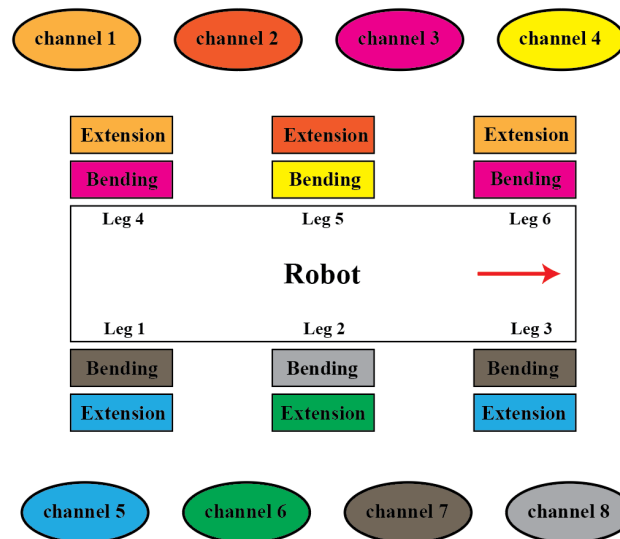 channel 1
channel 2
channel 3
channel 4
Extension
Extension
Extension
Bending
Bending
Bending
Leg 4
Leg 5
Leg 6
Robot
Leg 1
Leg 2
Leg 3
Bending
Bending
Bending
Extension
Extension
Extension
channel 5
channel 6
channel 7
channel 8